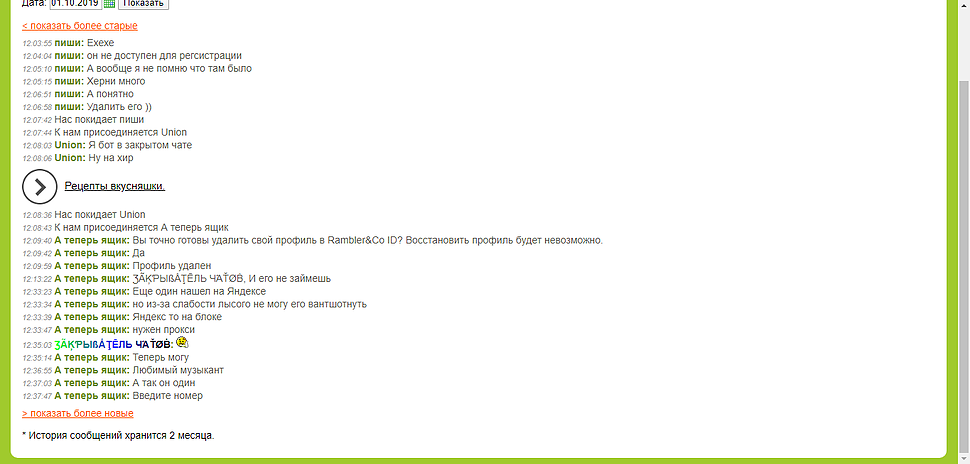 Дата: 01.10.2019 Показать
< показать более старые
12:03:55 пиши: Ехехе
12:04:04 пиши: он не доступен для регсистрации
12:05:10 пиши: А вообще я не помню что там было
12:05:15 пиши: Херни много
12:06:51 пиши: А понятно
12:06:58 пиши: Удалить его ))
12:07:42 Нас покидает пиши
12:07:44 К нам присоединяется Union
12:08:03 Union: Я бот в закрытом чате
12:08:06 Union: Ну на хир
Рецепты вкусняшки.
12:08:36 Нас покидает Union
12:08:43 К нам присоединяется А теперь ящик
12:09:40 А теперь ящик: Вы точно готовы удалить свой профиль в Rambler&Co ID? Восстановить профиль будет невозможно.
12:09:42 А теперь ящик: Да
12:09:59 А теперь ящик: Профиль удален
12:13:22 А теперь ящик: ƷÃĶƤЫßÁŢÊЛЬ ЧΆŤØB, И его не займешь
12:33:23 А теперь ящик: Еще один нашел на Яндексе
12:33:34 А теперь ящик: но из-за слабости лысого не могу его вантшотнуть
12:33:39 А теперь ящик: Яндекс то на блоке
12:33:47 А теперь ящик: нужен прокси
12:35:03 ƷÃĶƤЫßÁŢÊЛЬ ЧΆŤØB:
12:35:14 А теперь ящик: Теперь могу
12:36:55 А теперь ящик: Любимый музыкант
12:37:03 А теперь ящик: А так он один
12:37:47 А теперь ящик: Введите номер
> показать более новые
* История сообщений хранится 2 месяца.